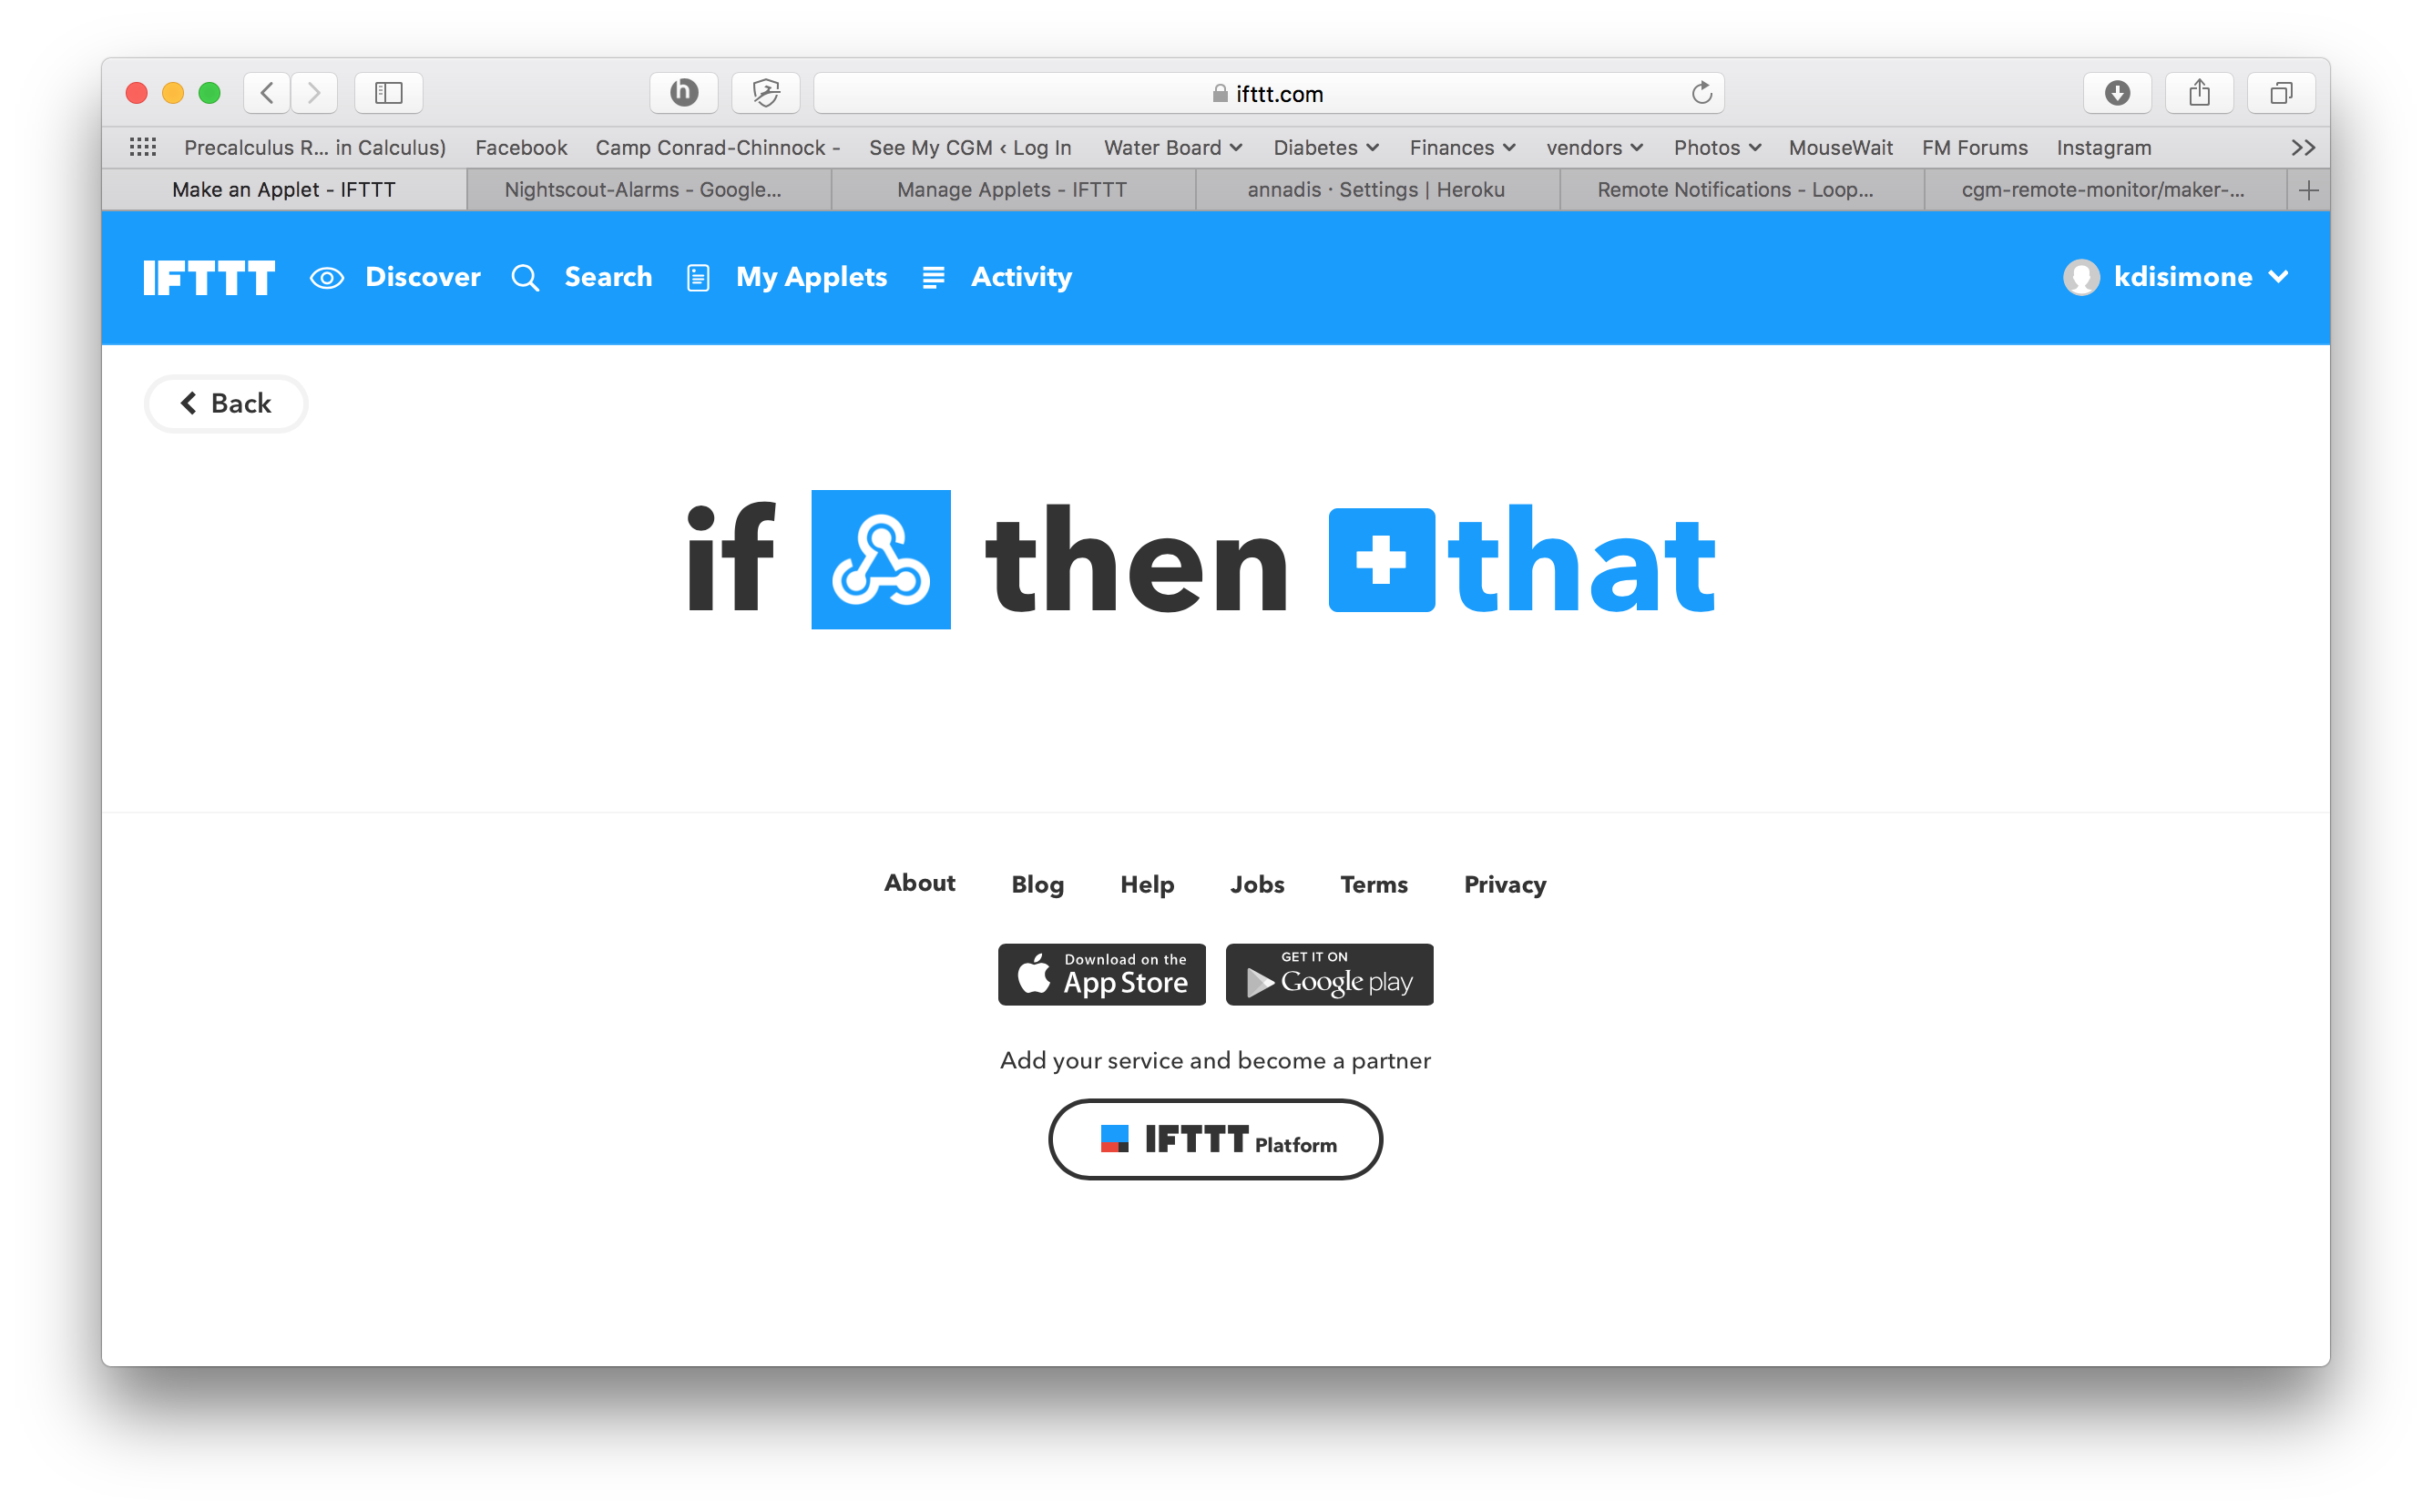 h ifttt.com
Precalculus R... in Calculus) Facebook Camp Conrad-Chinnock - See My CGM ‹ Log In Water Board Diabetes Finances vendors Photos MouseWait FM Forums Instagram
Make an Applet - IFTTT Nightscout-Alarms - Google... Manage Applets - IFTTT annadis · Settings | Heroku Remote Notifications - Loop... cgm-remote-monitor/maker-...
IFTTT Discover Search My Applets Activity kdisimone
Back
if then that
About Blog Help Jobs Terms Privacy
Download on the
App Store
GET IT ON
Google play
Add your service and become a partner
IFTTT Platform